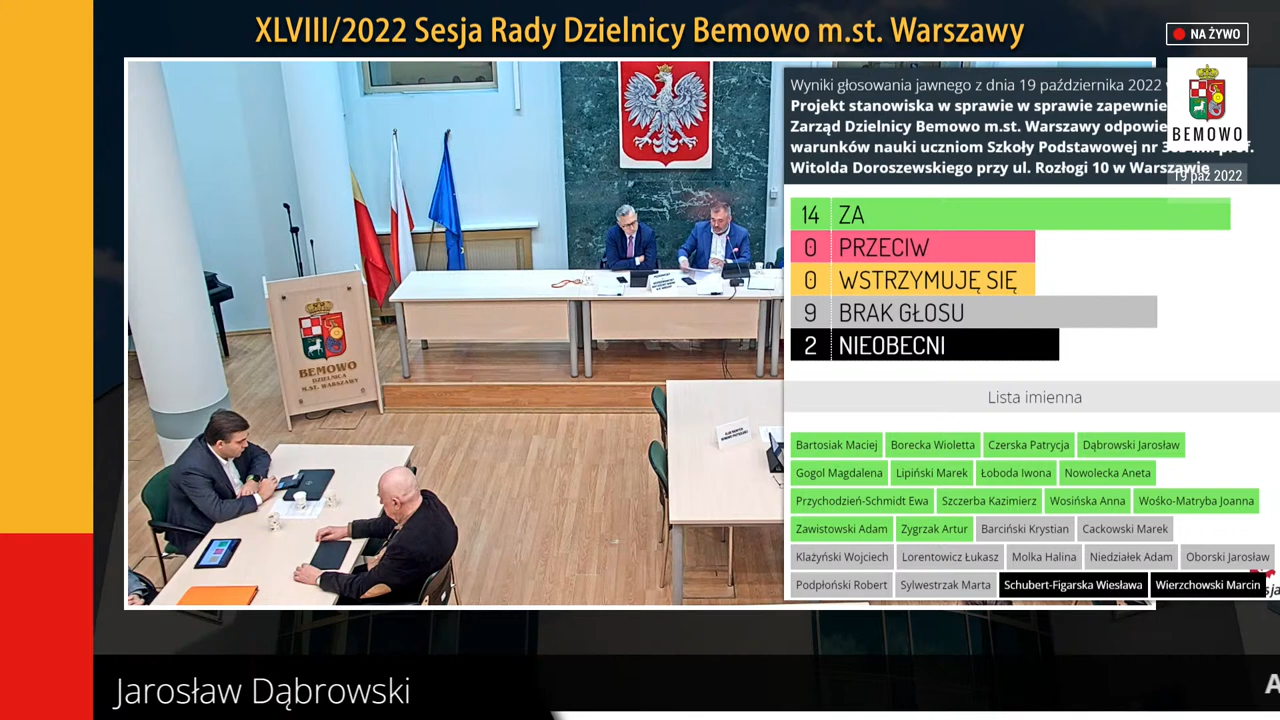 XLVIII/2022 Sesja Rady Dzielnicy Bemowo m.st. Warszawy
NA ŻYWO
BEMOWO
19 paź 2022
Wyniki głosowania jawnego z dnia 19 października 2022
Projekt stanowiska w sprawie w sprawie
Zarząd Dzielnicy Bemowo m.st. Warszawy
warunków nauki uczniom Szkoły Podstawowej nr
Witolda Doroszewskiego przy ul. Rozłogi 10 w Warszawie
14 ZA
0 PRZECIW
0 WSTRZYMUJĘ SIĘ
9 BRAK GŁOSU
2 NIEOBECNI
Lista imienna
Bartosiak Maciej Borecka Wioletta Czerska Patrycja Dąbrowski Jarosław
Gogol Magdalena Lipiński Marek Łoboda Iwona Nowolecka Aneta
Przychodzień-Schmidt Ewa Szczerba Kazimierz Wosińska Anna Wośko-Matryba Joanna
Zawistowski Adam Zygrzak Artur Barciński Krystian Cackowski Marek
Klażyński Wojciech Lorentowicz Łukasz Molka Halina Niedziałek Adam Oborski Jarosław
Podpłoński Robert Sylwestrzak Marta Schubert-Figarska Wiesława Wierzchowski Marcin
BEMOWO
DZIELNICA
M.ST. WARSZAWY
Jarosław Dąbrowski